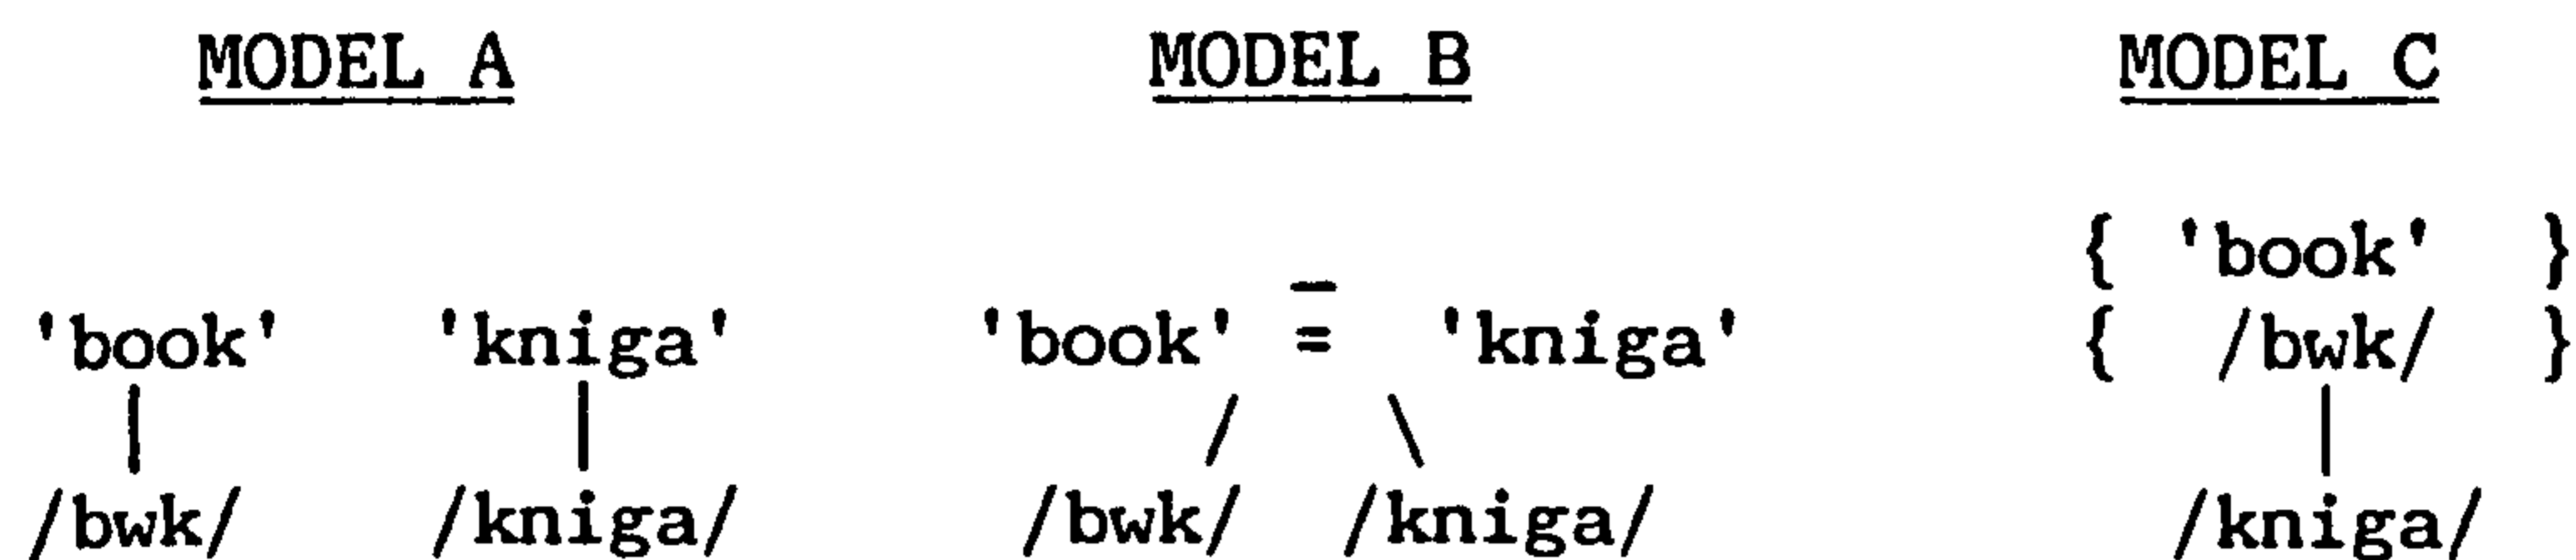 MODEL A MODEL B MODEL C
{ 'book' }
'book' 'kniga' 'book' ≡ 'kniga' { /bwk/ }
| | / \ |
/bwk/ /kniga/ /bwk/ /kniga/ /kniga/